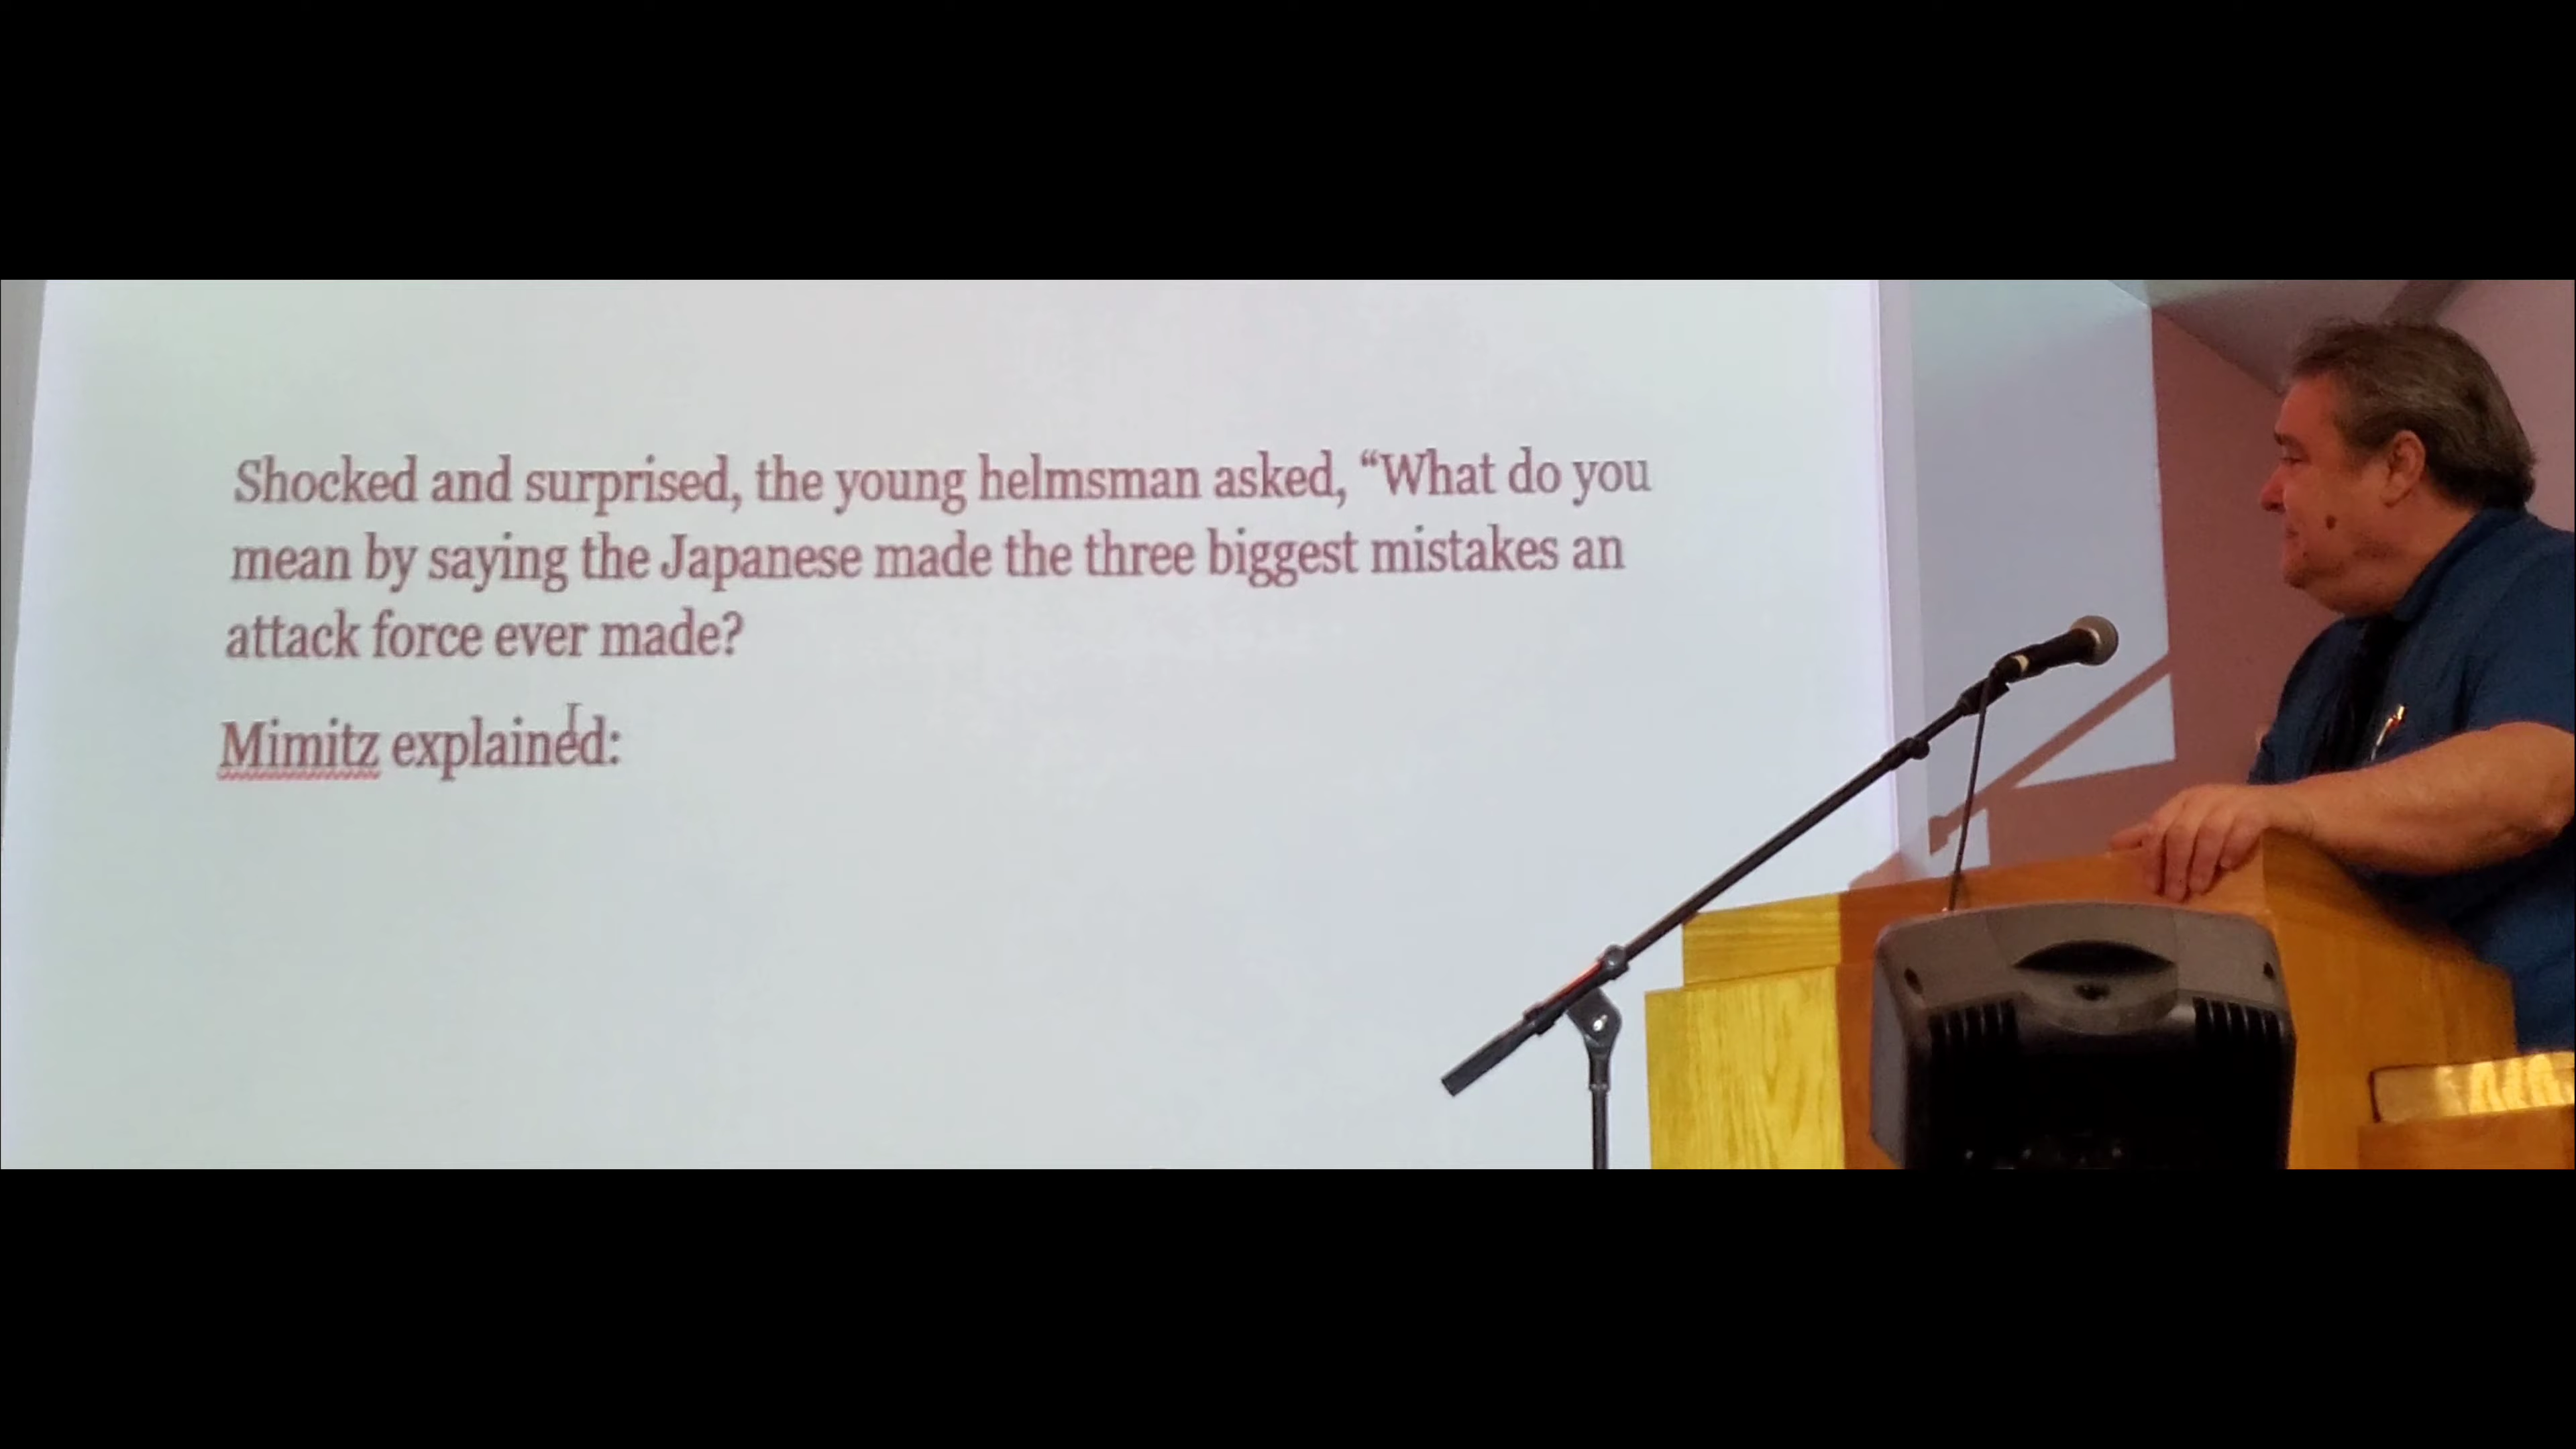 Shocked and surprised, the young helmsman asked, “What do you
mean by saying the Japanese made the three biggest mistakes an
attack force ever made?
Mimitz explained: